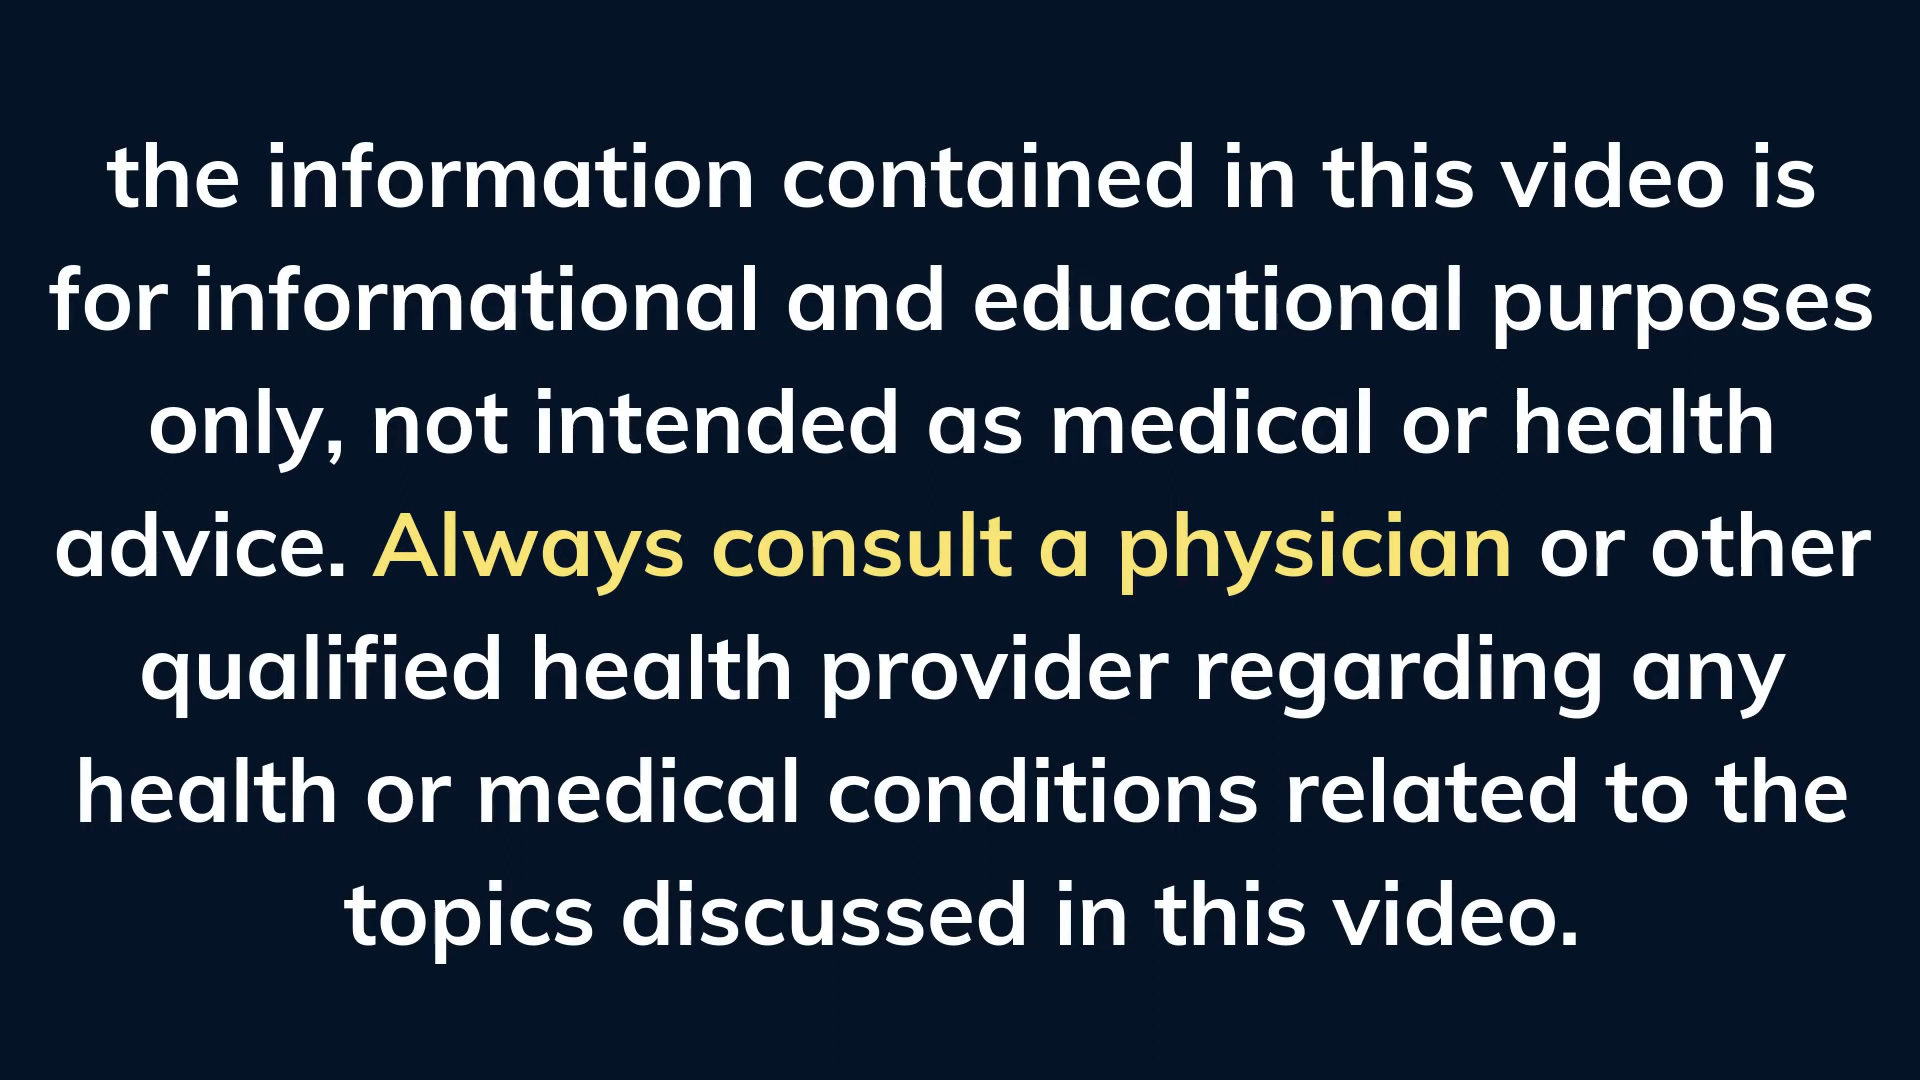 the information contained in this video is
for informational and educational purposes
only, not intended as medical or health
advice. Always consult a physician or other
qualified health provider regarding any
health or medical conditions related to the
topics discussed in this video.